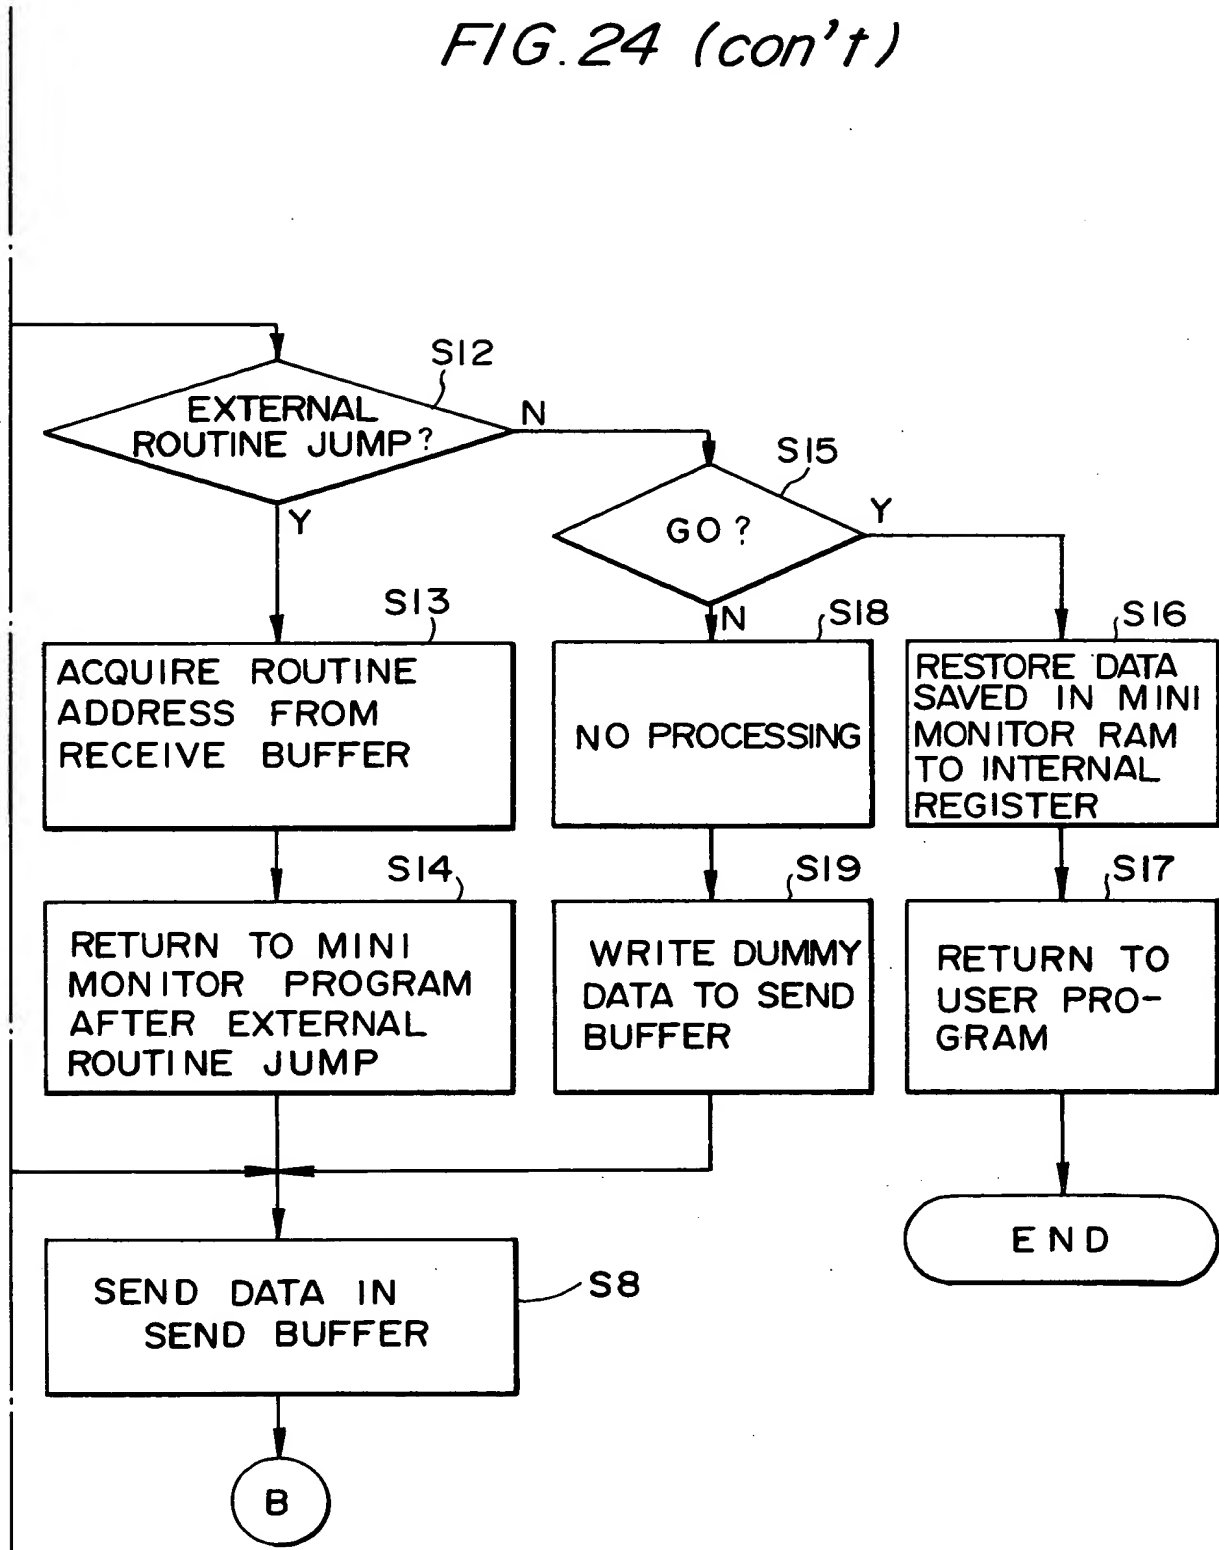 FIG. 24 (con't)
S12
EXTERNAL
ROUTINE JUMP?
N
Y
S15
GO?
Y
N
S13
ACQUIRE ROUTINE
ADDRESS FROM
RECEIVE BUFFER
S18
NO PROCESSING
S16
RESTORE DATA
SAVED IN MINI
MONITOR RAM
TO INTERNAL
REGISTER
S14
RETURN TO MINI
MONITOR PROGRAM
AFTER EXTERNAL
ROUTINE JUMP
S19
WRITE DUMMY
DATA TO SEND
BUFFER
S17
RETURN TO
USER PRO-
GRAM
END
S8
SEND DATA IN
SEND BUFFER
B